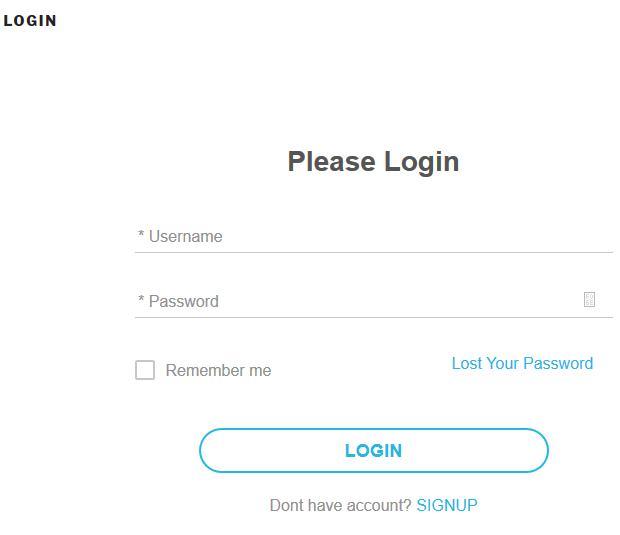 LOGIN
Please Login
* Username
* Password
Remember me
Lost Your Password
LOGIN
Dont have account? SIGNUP